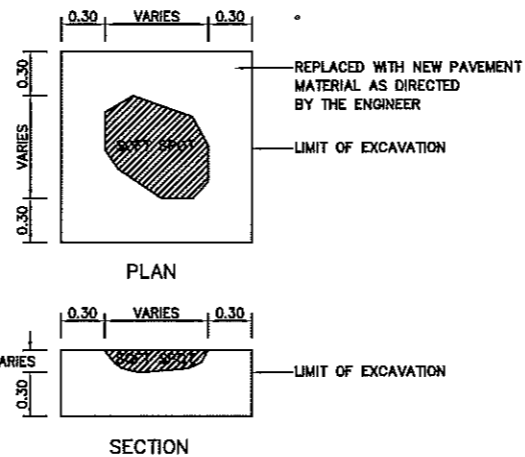 0.30 VARIES 0.30
0.30
VARIES
0.30
SOFT SPOT
REPLACED WITH NEW PAVEMENT
MATERIAL AS DIRECTED
BY THE ENGINEER
LIMIT OF EXCAVATION
PLAN
0.30 VARIES 0.30
ARIES
0.30
SOFT SPOT
LIMIT OF EXCAVATION
SECTION